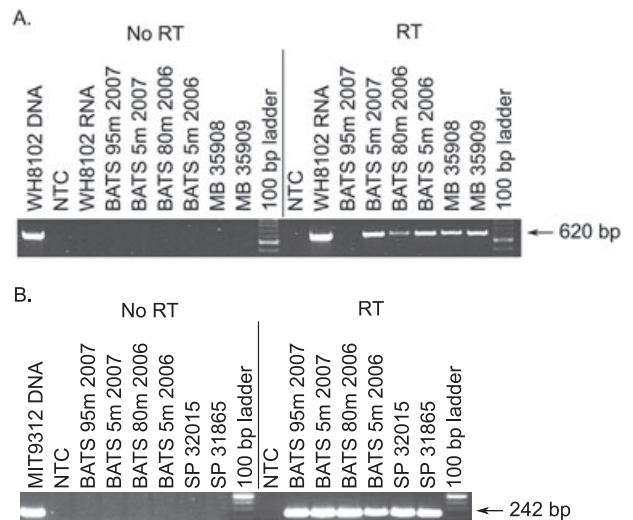 A.
No RT
RT
WH8102 DNA
NTC
WH8102 RNA
BATS 95m 2007
BATS 5m 2007
BATS 80m 2006
BATS 5m 2006
MB 35908
MB 35909
100 bp ladder
NTC
WH8102 RNA
BATS 95m 2007
BATS 5m 2007
BATS 80m 2006
BATS 5m 2006
MB 35908
MB 35909
100 bp ladder
620 bp
B.
No RT
RT
MIT9312 DNA
NTC
BATS 95m 2007
BATS 5m 2007
BATS 80m 2006
BATS 5m 2006
SP 32015
SP 31865
100 bp ladder
NTC
BATS 95m 2007
BATS 5m 2007
BATS 80m 2006
BATS 5m 2006
SP 32015
SP 31865
100 bp ladder
242 bp